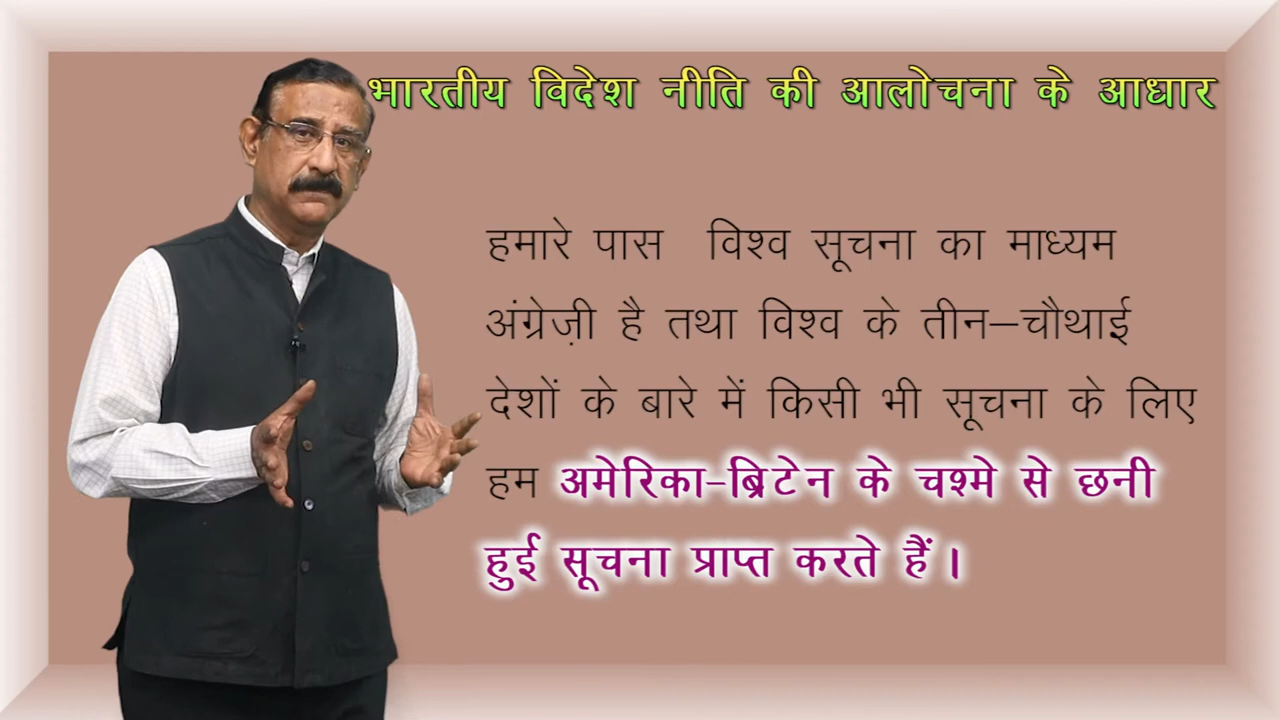 भारतीय विदेश नीति की आलोचना के आधार
हमारे पास विश्व सूचना का माध्यम
अंग्रेज़ी है तथा विश्व के तीन–चौथाई
देशों के बारे में किसी भी सूचना के लिए
हम अमेरिका-ब्रिटेन के चश्मे से छनी
हुई सूचना प्राप्त करते हैं।